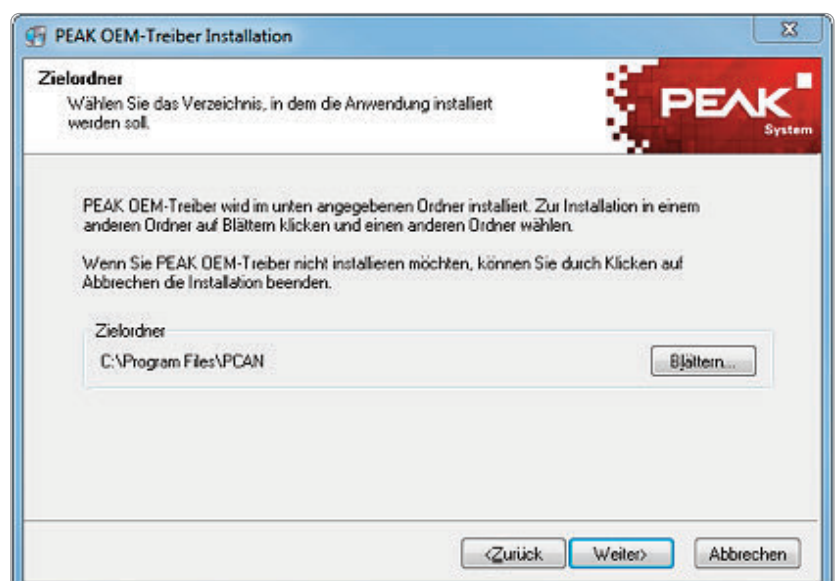 PEAK OEM-Treiber Installation
Zielordner
Wählen Sie das Verzeichnis, in dem die Anwendung installiert
werden soll.
PEAK
System
PEAK OEM-Treiber wird im unten angegebenen Ordner installiert. Zur Installation in einem
anderen Ordner auf Blättern klicken und einen anderen Ordner wählen.
Wenn Sie PEAK OEM-Treiber nicht installieren möchten, können Sie durch Klicken auf
Abbrechen die Installation beenden.
Zielordner
C:\Program Files\PCAN
Blättern...
<Zurück
Weiter>
Abbrechen